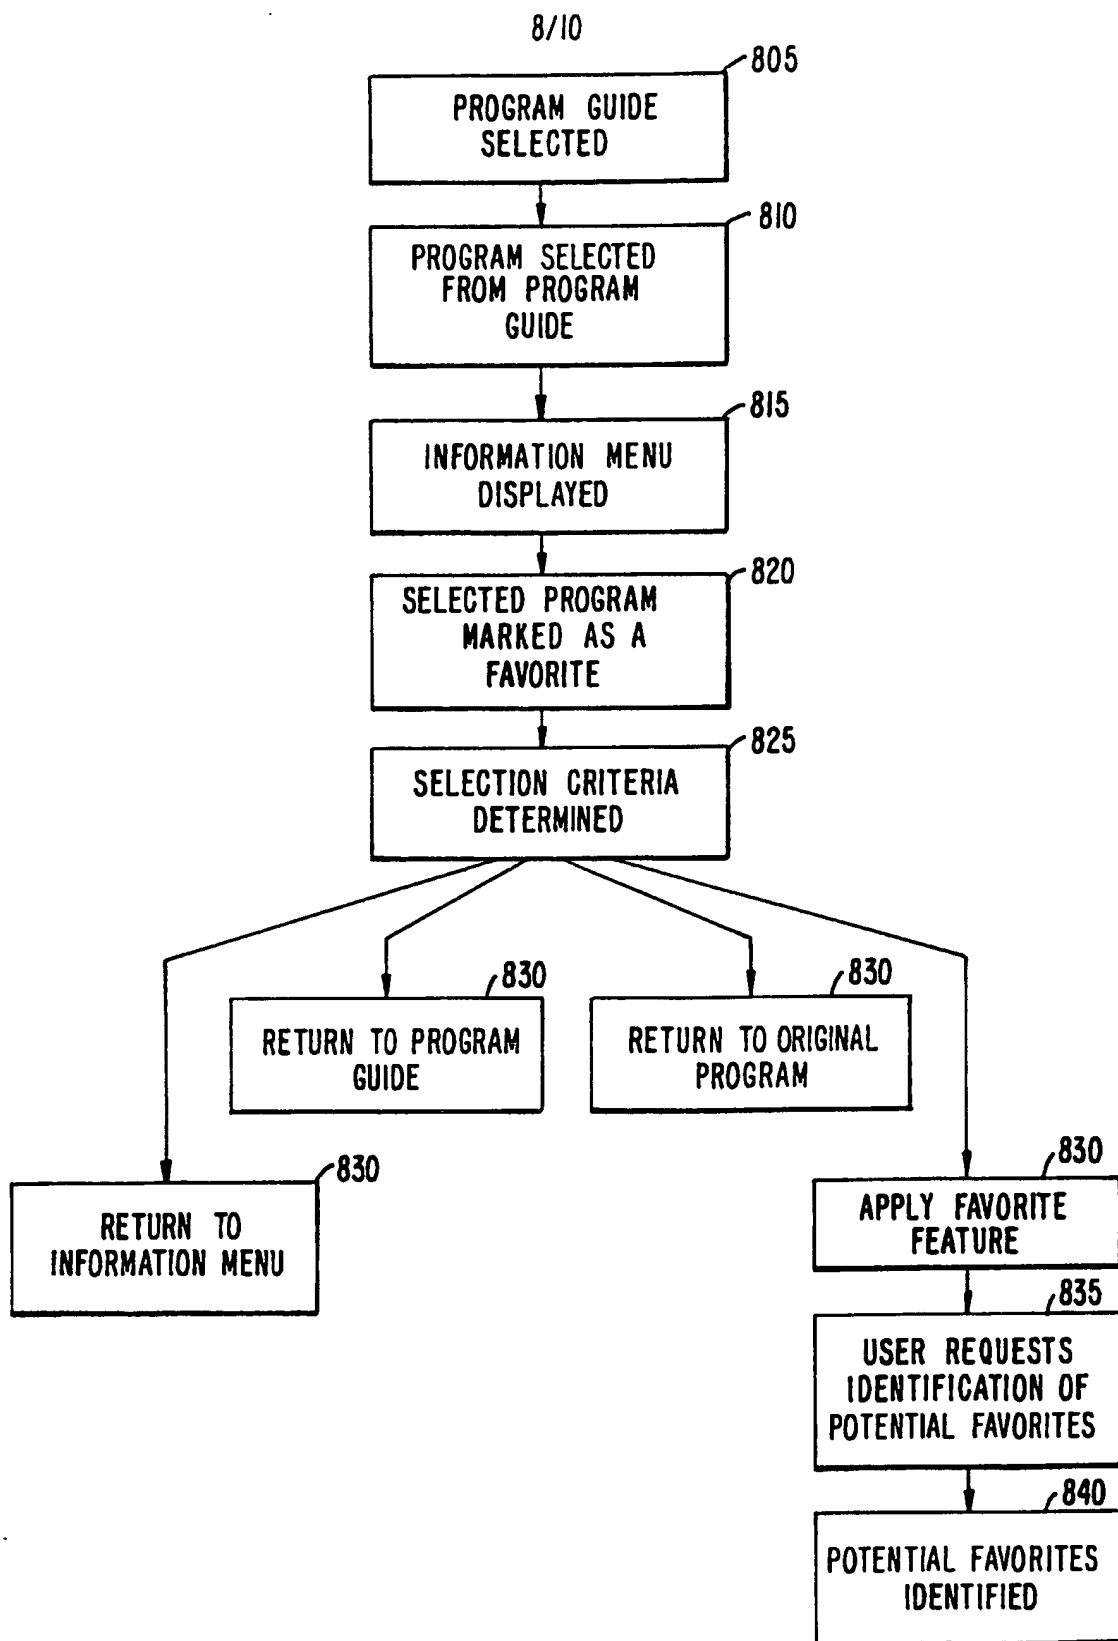 8/10
805
PROGRAM GUIDE
SELECTED
810
PROGRAM SELECTED
FROM PROGRAM
GUIDE
815
INFORMATION MENU
DISPLAYED
820
SELECTED PROGRAM
MARKED AS A
FAVORITE
825
SELECTION CRITERIA
DETERMINED
830
RETURN TO PROGRAM
GUIDE
830
RETURN TO ORIGINAL
PROGRAM
830
RETURN TO
INFORMATION MENU
830
APPLY FAVORITE
FEATURE
835
USER REQUESTS
IDENTIFICATION OF
POTENTIAL FAVORITES
840
POTENTIAL FAVORITES
IDENTIFIED